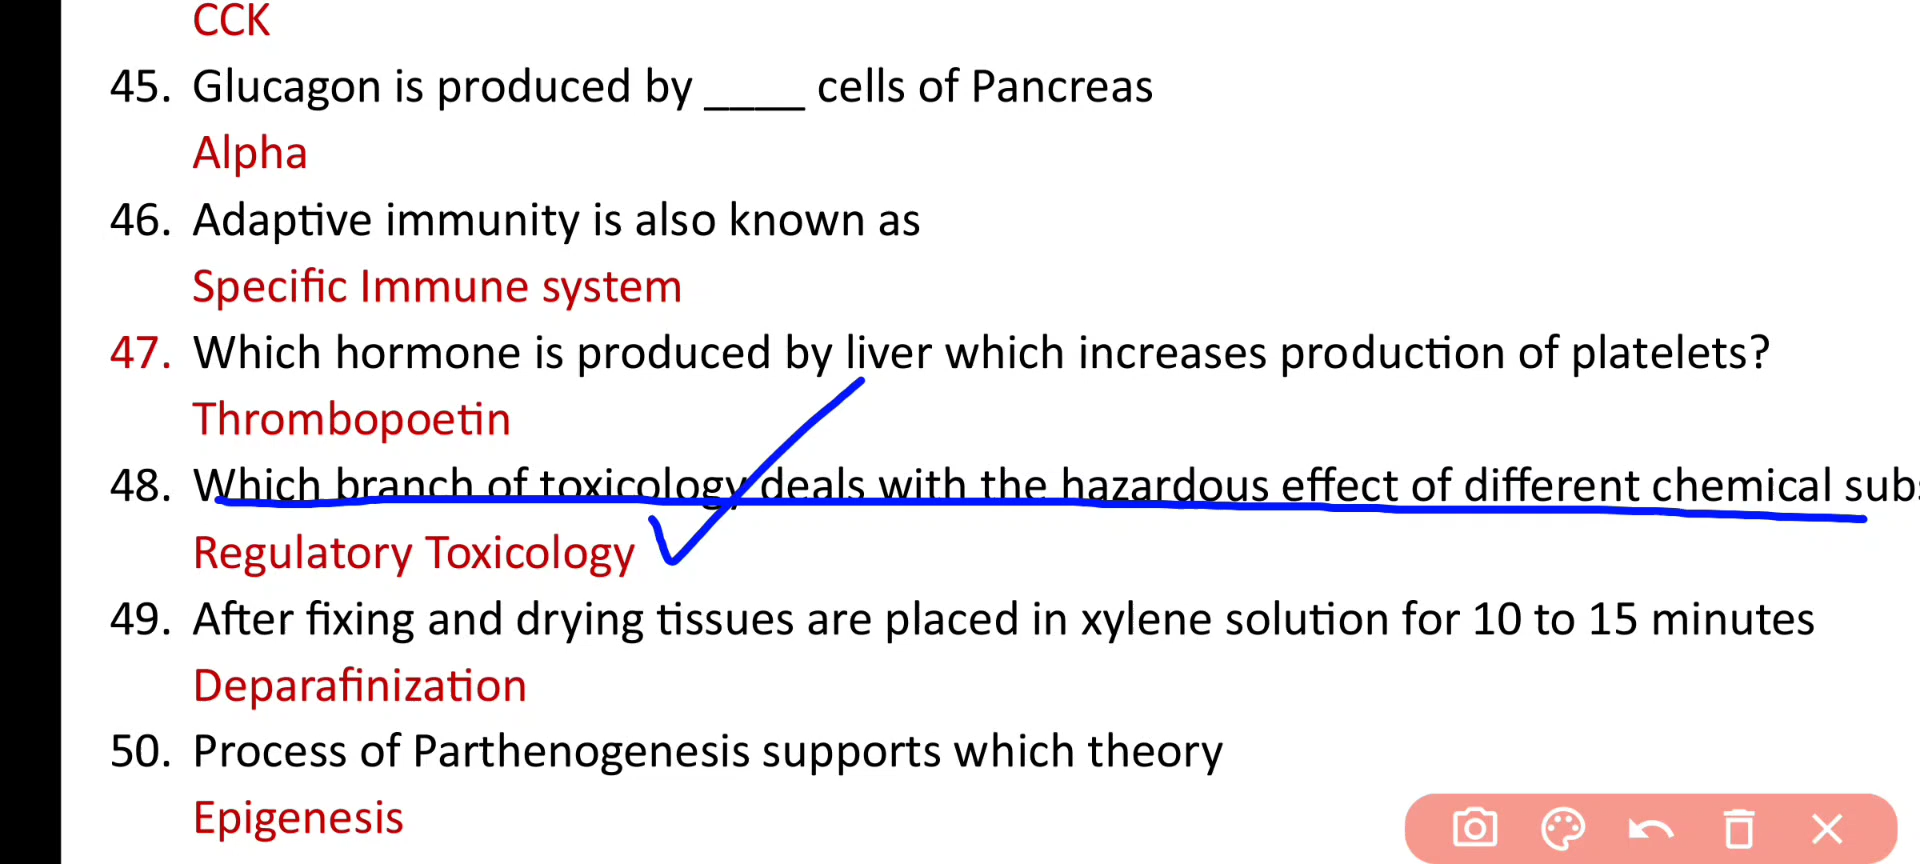 CCK
45. Glucagon is produced by ____ cells of Pancreas
Alpha
46. Adaptive immunity is also known as
Specific Immune system
47. Which hormone is produced by liver which increases production of platelets?
Thrombopoetin
48. Which branch of toxicology deals with the hazardous effect of different chemical subs
Regulatory Toxicology
49. After fixing and drying tissues are placed in xylene solution for 10 to 15 minutes
Deparafinization
50. Process of Parthenogenesis supports which theory
Epigenesis